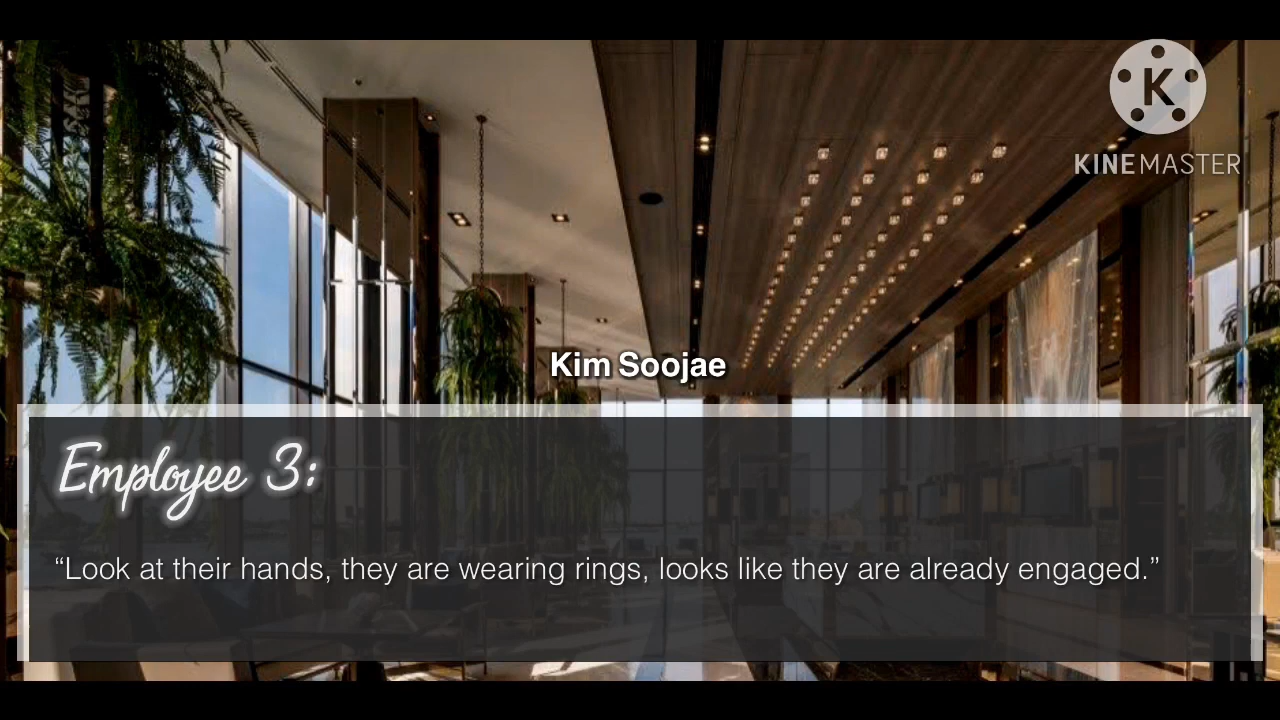 K
KINEMASTER
Kim Soojae
Employee 3:
“Look at their hands, they are wearing rings, looks like they are already engaged.”